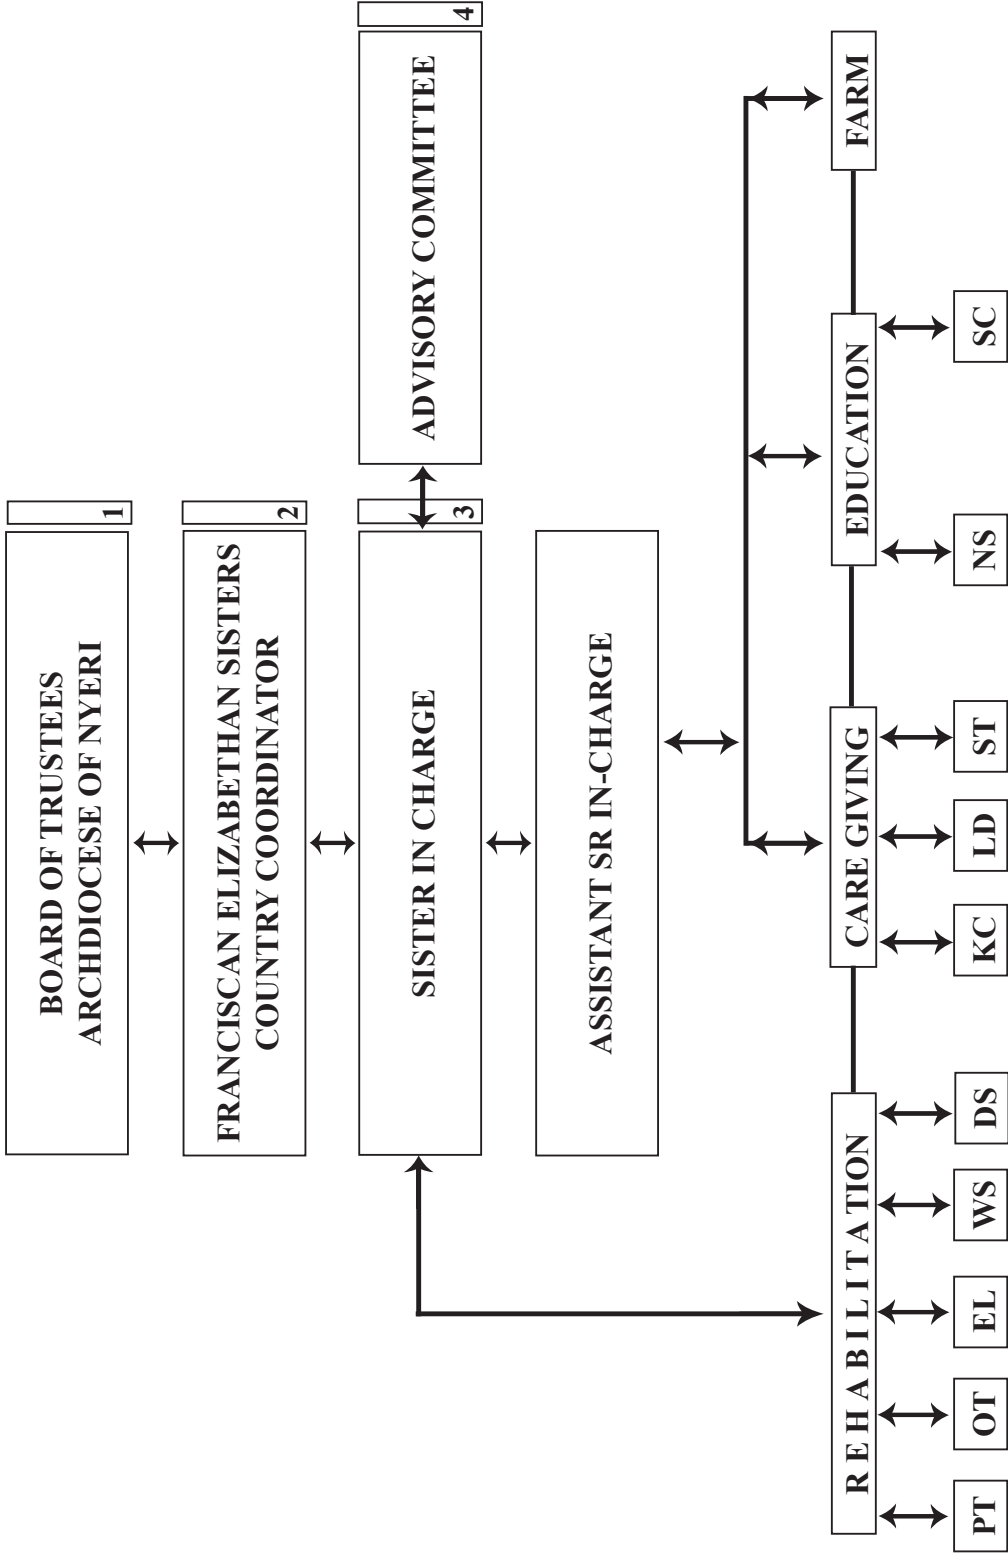 BOARD OF TRUSTEES
ARCHDIOCESE OF NYERI
1
FRANCISCAN ELIZABETHAN SISTERS
COUNTRY COORDINATOR
2
SISTER IN CHARGE
3
ADVISORY COMMITTEE
4
ASSISTANT SR IN-CHARGE
REHABILITATION
CARE GIVING
EDUCATION
FARM
PT
OT
EL
WS
DS
KC
LD
ST
NS
SC